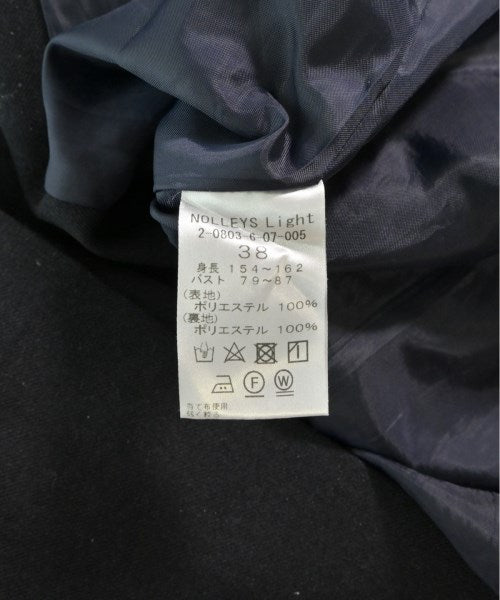 NOLLEYS Light
2-0803-6-07-005
38
身長 154~162
バスト 79~87
(表地)
ポリエステル 100%
(裏地)
ポリエステル 100%
F W
当て布使用